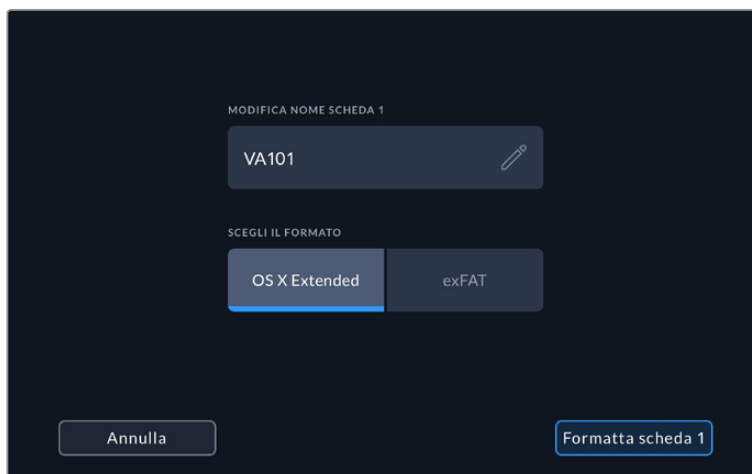 MODIFICA NOME SCHEDA 1
VA101
SCEGLI IL FORMATO
OS X Extended
exFAT
Annulla
Formatta scheda 1